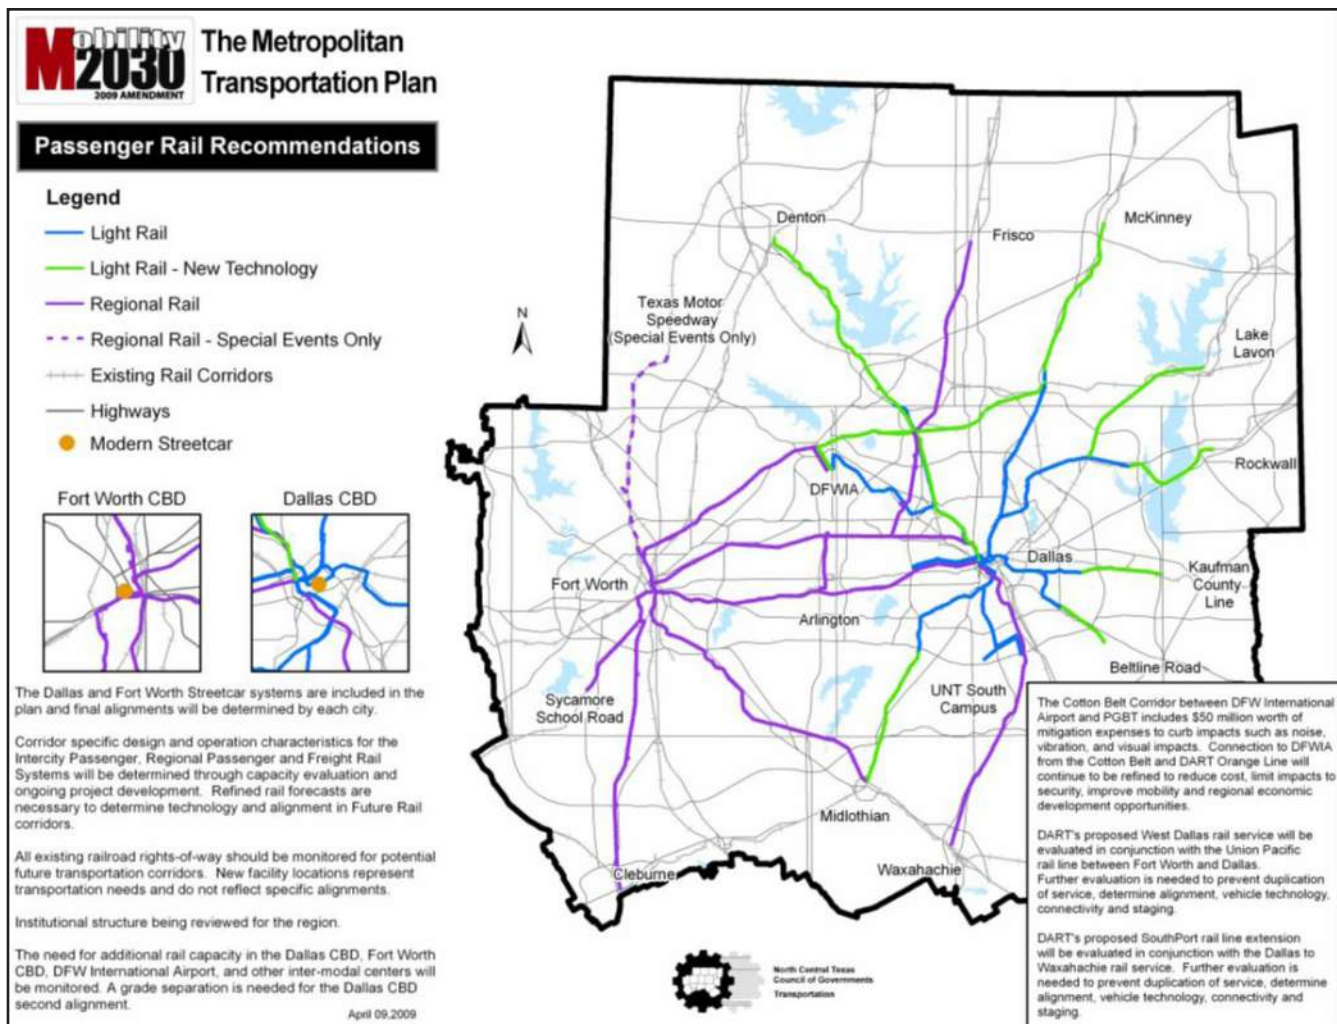 Mobility
2030
2009 AMENDMENT
The Metropolitan
Transportation Plan
Passenger Rail Recommendations
Legend
Light Rail
Light Rail - New Technology
Regional Rail
Regional Rail - Special Events Only
Existing Rail Corridors
Highways
Modern Streetcar
Fort Worth CBD
Dallas CBD
The Dallas and Fort Worth Streetcar systems are included in the
plan and final alignments will be determined by each city.
Corridor specific design and operation characteristics for the
Intercity Passenger, Regional Passenger and Freight Rail
Systems will be determined through capacity evaluation and
ongoing project development. Refined rail forecasts are
necessary to determine technology and alignment in Future Rail
corridors.
All existing railroad rights-of-way should be monitored for potential
future transportation corridors. New facility locations represent
transportation needs and do not reflect specific alignments.
Institutional structure being reviewed for the region.
The need for additional rail capacity in the Dallas CBD, Fort Worth
CBD, DFW International Airport, and other inter-modal centers will
be monitored. A grade separation is needed for the Dallas CBD
second alignment.
April 09,2009
N
Denton
Frisco
McKinney
Texas Motor
Speedway
(Special Events Only)
Lake
Lavon
Rockwall
DFWIA
Dallas
Fort Worth
Kaufman
County
Line
Arlington
Beltline Road
Sycamore
School Road
UNT South
Campus
Midlothian
Cleburne
Waxahachie
The Cotton Belt Corridor between DFW International
Airport and PGBT includes $50 million worth of
mitigation expenses to curb impacts such as noise,
vibration, and visual impacts. Connection to DFWIA
from the Cotton Belt and DART Orange Line will
continue to be refined to reduce cost, limit impacts to
security, improve mobility and regional economic
development opportunities.
DART's proposed West Dallas rail service will be
evaluated in conjunction with the Union Pacific
rail line between Fort Worth and Dallas.
Further evaluation is needed to prevent duplication
of service, determine alignment, vehicle technology,
connectivity and staging.
DART's proposed SouthPort rail line extension
will be evaluated in conjunction with the Dallas to
Waxahachie rail service. Further evaluation is
needed to prevent duplication of service, determine
alignment, vehicle technology, connectivity and
staging.
North Central Texas
Council of Governments
Transportation